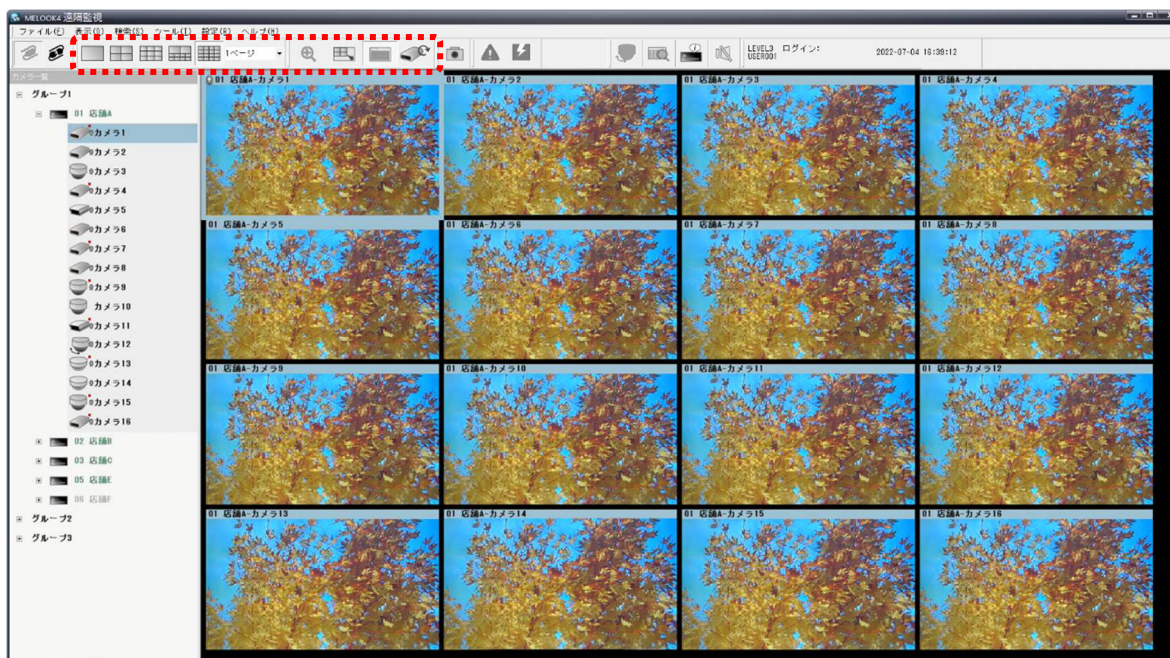 MELOOK4 遠隔監視
ファイル(F) 表示(D) 検索(S) ツール(T) 設定(R) ヘルプ(H)
1ページ
LEVEL3 ログイン:
USER001
2022-07-04 16:39:12
カメラ一覧
グループ1
01 店舗A
カメラ1
カメラ2
カメラ3
カメラ4
カメラ5
カメラ6
カメラ7
カメラ8
カメラ9
カメラ10
カメラ11
カメラ12
カメラ13
カメラ14
カメラ15
カメラ16
02 店舗B
03 店舗C
05 店舗E
06 店舗F
グループ2
グループ3
01 店舗A-カメラ1
01 店舗A-カメラ2
01 店舗A-カメラ3
01 店舗A-カメラ4
01 店舗A-カメラ5
01 店舗A-カメラ6
01 店舗A-カメラ7
01 店舗A-カメラ8
01 店舗A-カメラ9
01 店舗A-カメラ10
01 店舗A-カメラ11
01 店舗A-カメラ12
01 店舗A-カメラ13
01 店舗A-カメラ14
01 店舗A-カメラ15
01 店舗A-カメラ16